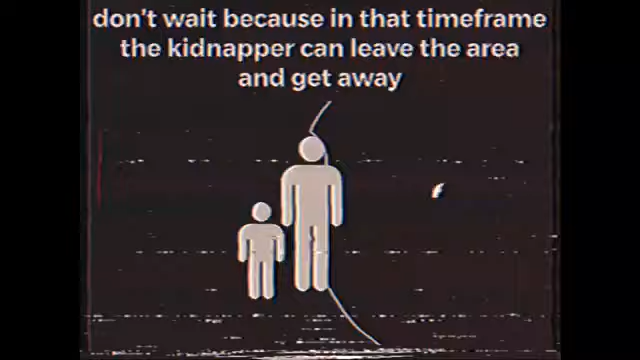 don't wait because in that timeframe
the kidnapper can leave the area
and get away